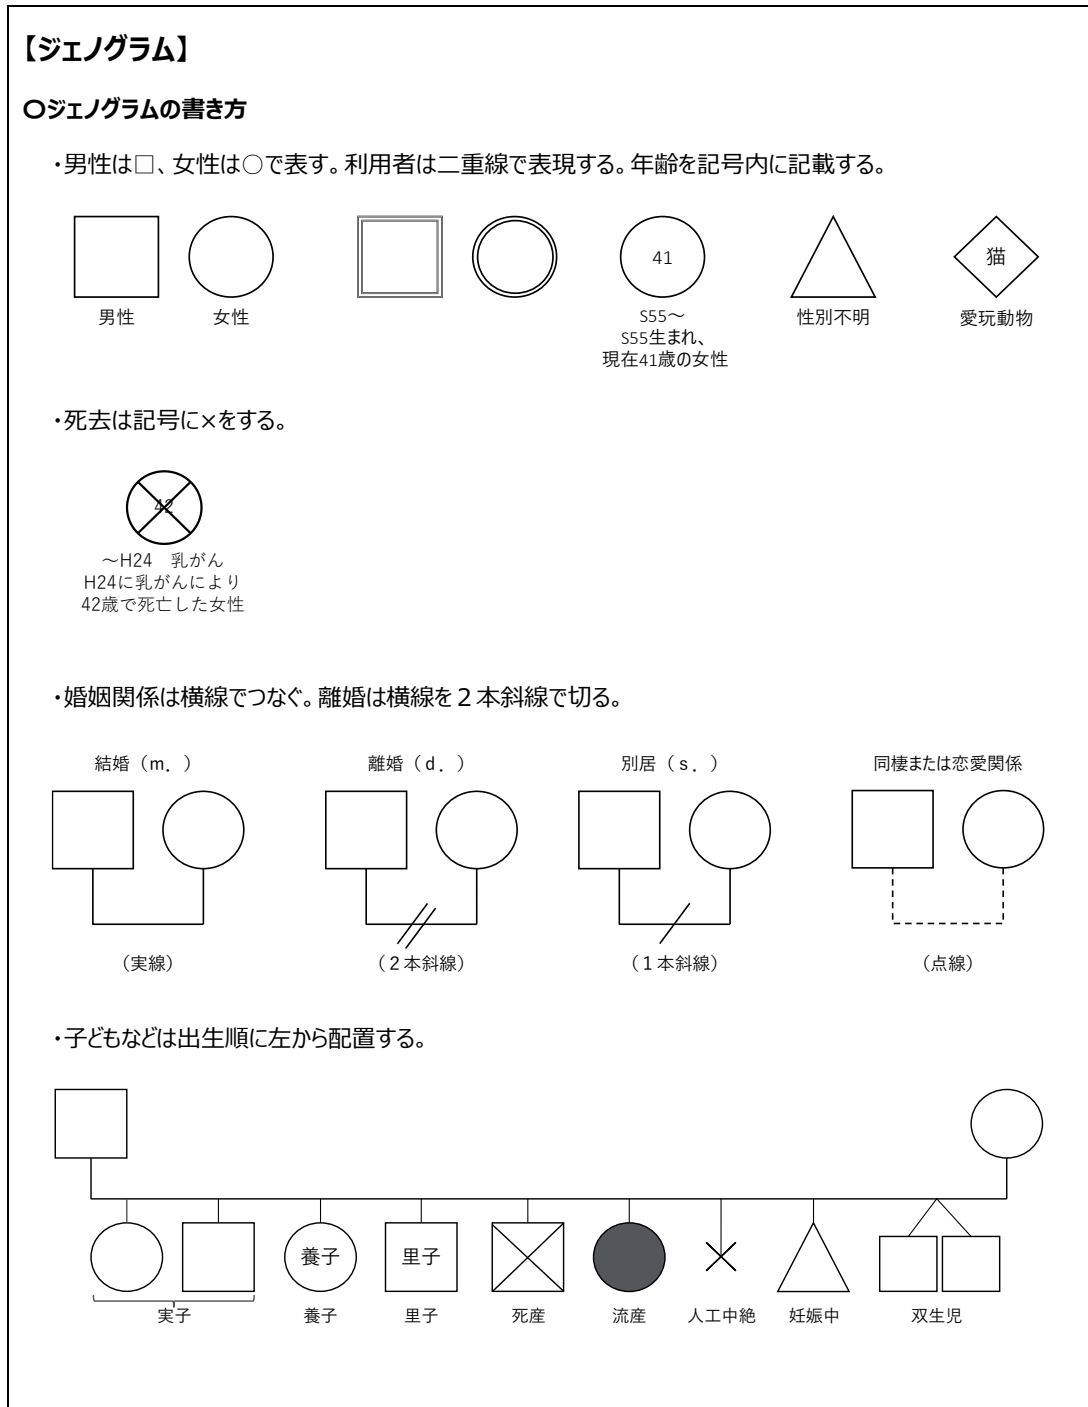 【ジェノグラム】
〇ジェノグラムの書き方
・男性は□、女性は○で表す。利用者は二重線で表現する。年齢を記号内に記載する。
41 猫
男性 女性 S55～ 性別不明 愛玩動物
S55生まれ、
現在41歳の女性
・死去は記号に×をする。
42
～H24　乳がん
H24に乳がんにより
42歳で死亡した女性
・婚姻関係は横線でつなぐ。離婚は横線を２本斜線で切る。
結婚（m．） 離婚（d．） 別居（s．） 同棲または恋愛関係
（実線） （２本斜線） （１本斜線） （点線）
・子どもなどは出生順に左から配置する。
養子 里子
実子 養子 里子 死産 流産 人工中絶 妊娠中 双生児